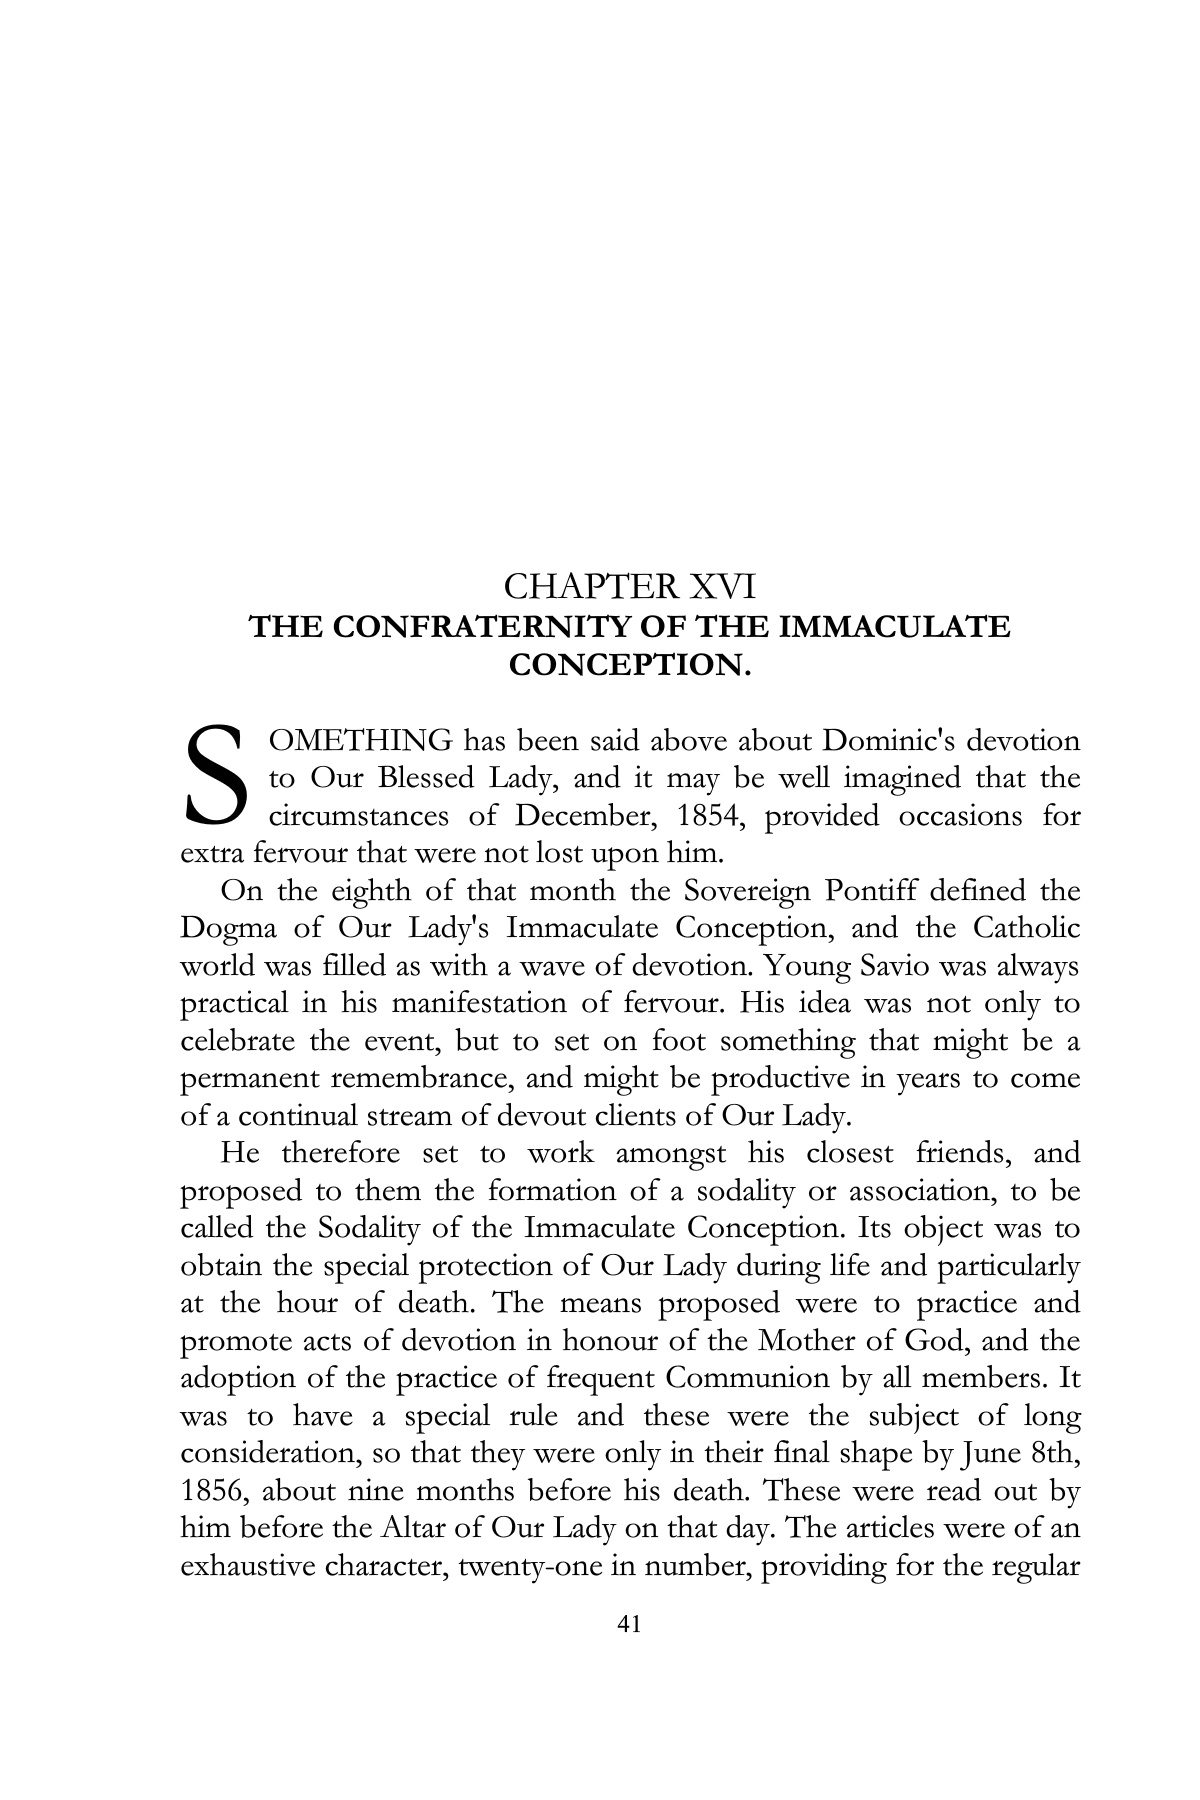 CHAPTER XVI
THE CONFRATERNITY OF THE IMMACULATE
CONCEPTION.
SOMETHING has been said above about Dominic's devotion
to Our Blessed Lady, and it may be well imagined that the
circumstances of December, 1854, provided occasions for
extra fervour that were not lost upon him.
On the eighth of that month the Sovereign Pontiff defined the
Dogma of Our Lady's Immaculate Conception, and the Catholic
world was filled as with a wave of devotion. Young Savio was always
practical in his manifestation of fervour. His idea was not only to
celebrate the event, but to set on foot something that might be a
permanent remembrance, and might be productive in years to come
of a continual stream of devout clients of Our Lady.
He therefore set to work amongst his closest friends, and
proposed to them the formation of a sodality or association, to be
called the Sodality of the Immaculate Conception. Its object was to
obtain the special protection of Our Lady during life and particularly
at the hour of death. The means proposed were to practice and
promote acts of devotion in honour of the Mother of God, and the
adoption of the practice of frequent Communion by all members. It
was to have a special rule and these were the subject of long
consideration, so that they were only in their final shape by June 8th,
1856, about nine months before his death. These were read out by
him before the Altar of Our Lady on that day. The articles were of an
exhaustive character, twenty-one in number, providing for the regular
41